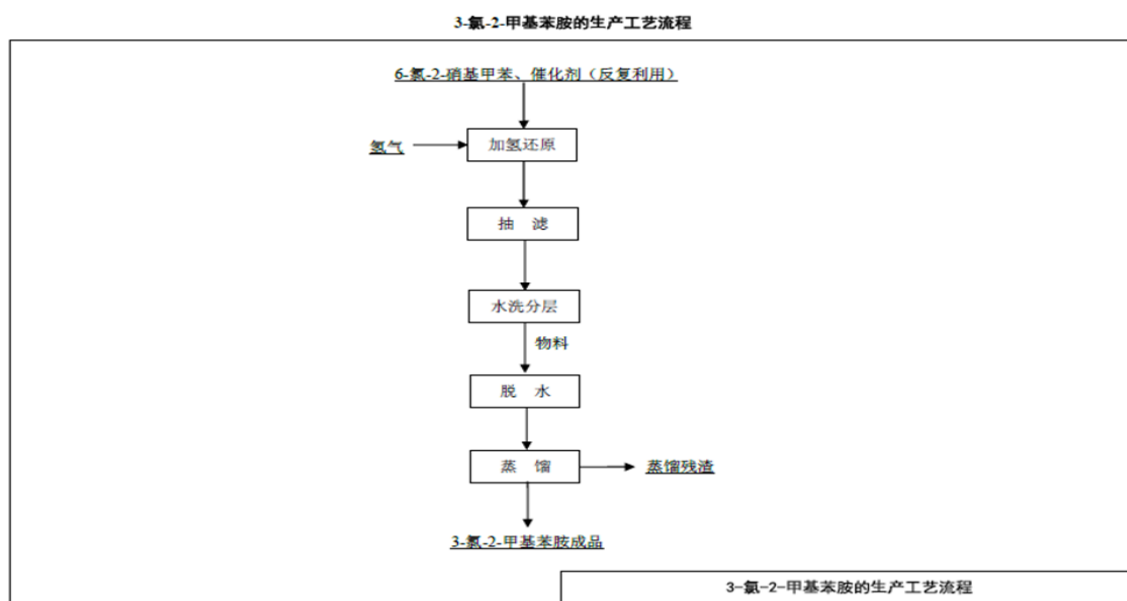 3-氯-2-甲基苯胺的生产工艺流程
6-氯-2-硝基甲苯、催化剂（反复利用）
氢气
加氢还原
抽 滤
水洗分层
物料
脱 水
蒸 馏
蒸馏残渣
3-氯-2-甲基苯胺成品
3-氯-2-甲基苯胺的生产工艺流程